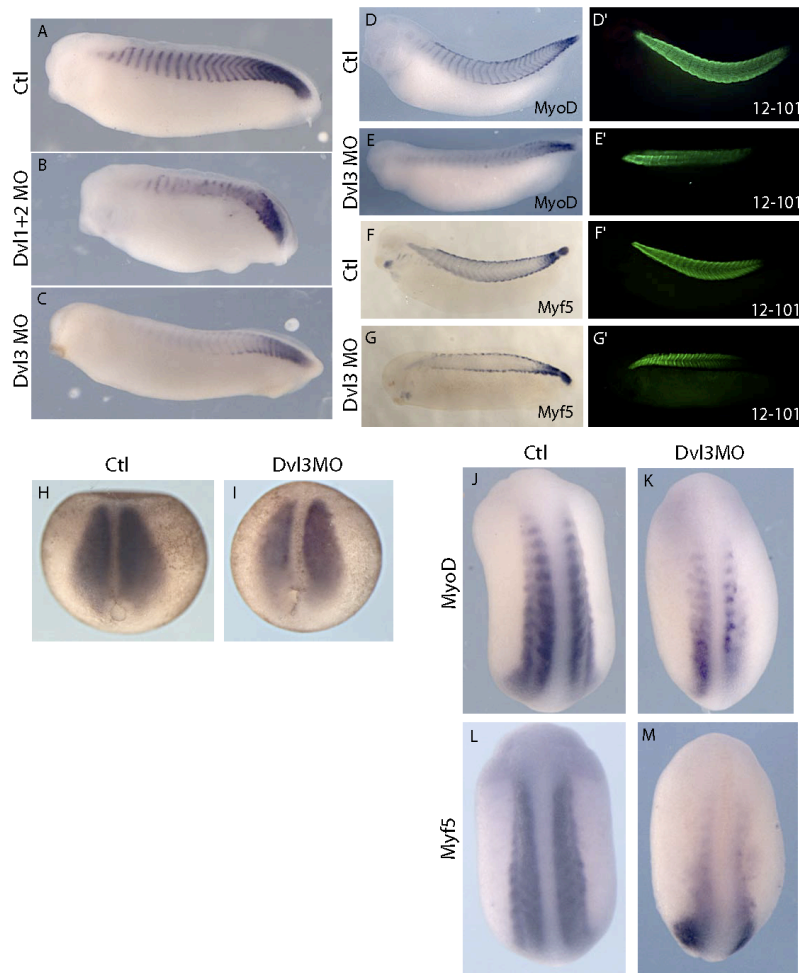 A
Ctl
B
Dvl1+2 MO
C
Dvl3 MO
D
Ctl
MyoD
D'
12-101
E
Dvl3 MO
MyoD
E'
12-101
F
Ctl
Myf5
F'
12-101
G
Dvl3 MO
Myf5
G'
12-101
Ctl
Dvl3MO
H
I
Ctl
Dvl3MO
MyoD
J
K
Myf5
L
M